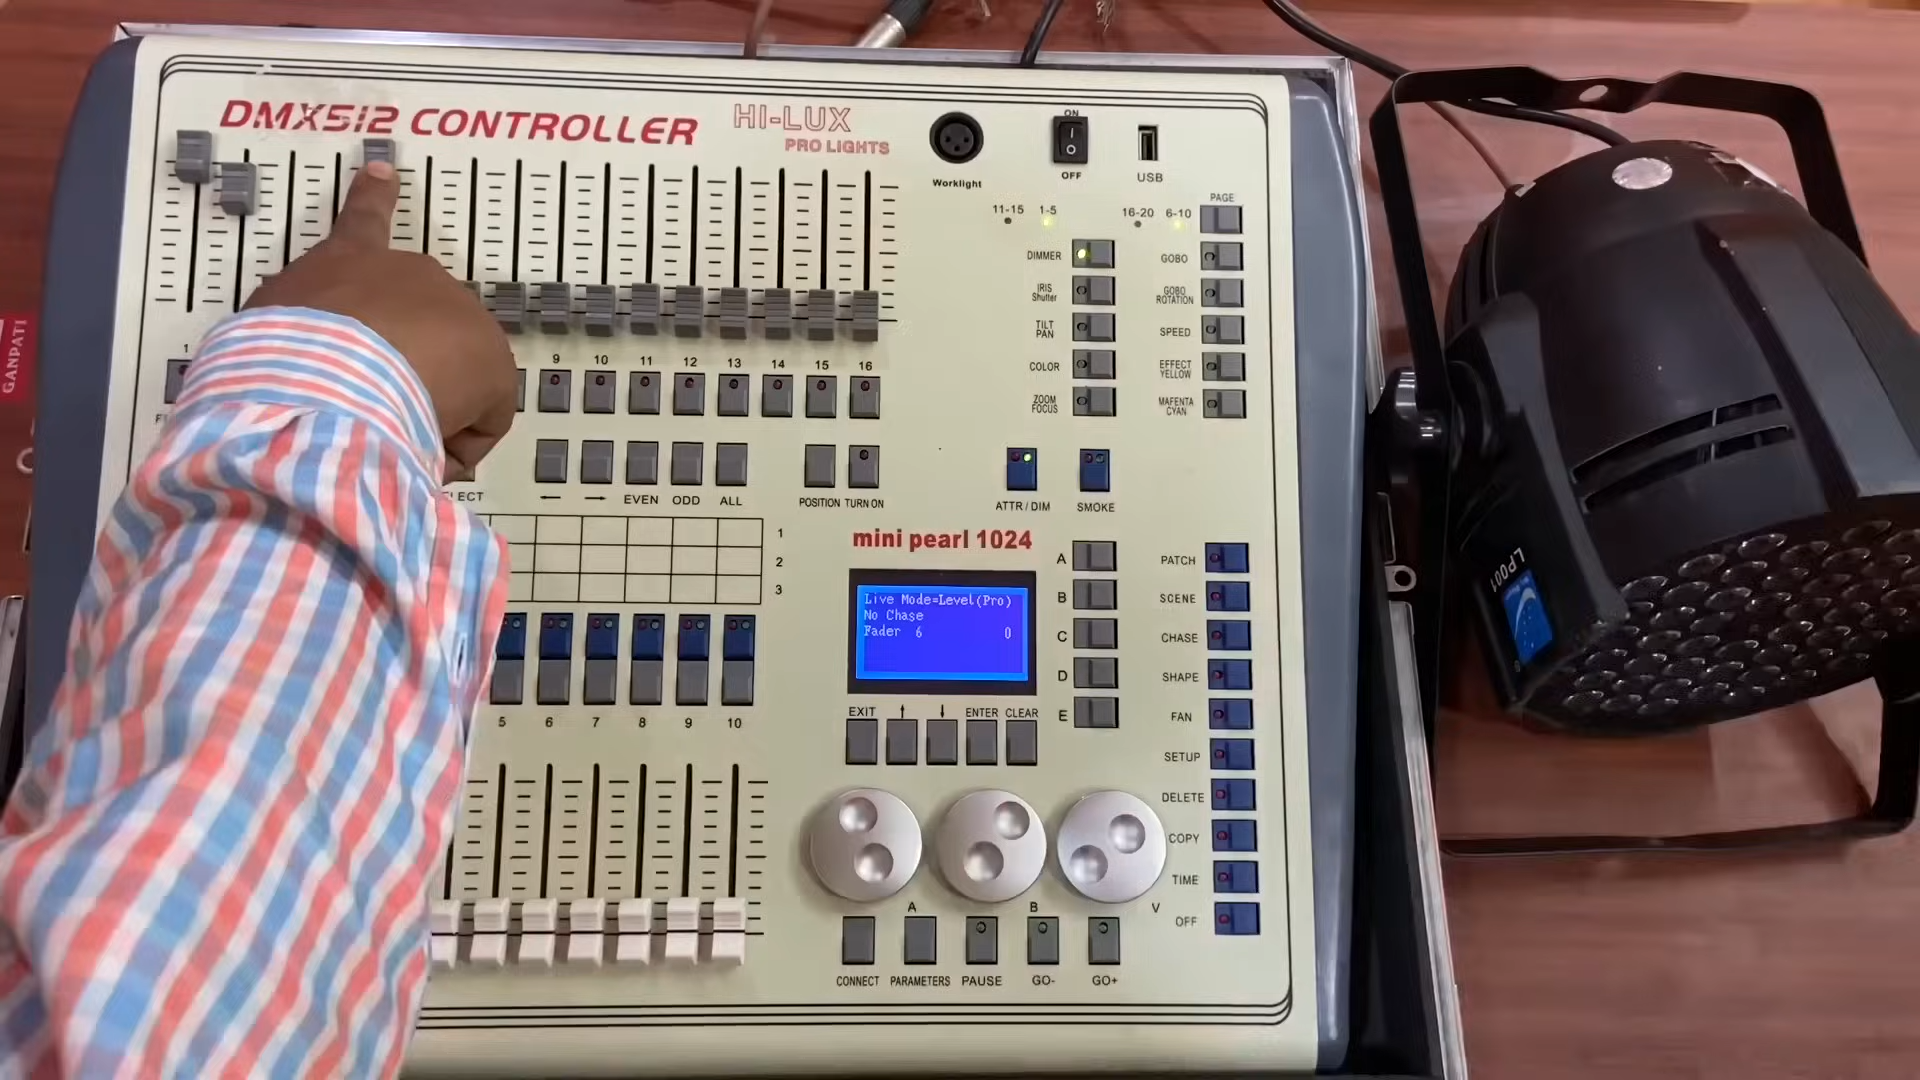 DMX512 CONTROLLER
HI-LUX
PRO LIGHTS
Worklight
ON
OFF
USB
PAGE
11-15 1-5 16-20 6-10
DIMMER GOBO
IRIS Shutter GOBO ROTATION
TILT PAN SPEED
COLOR EFFECT YELLOW
ZOOM FOCUS MAFENTA CYAN
1 9 10 11 12 13 14 15 16
← → EVEN ODD ALL
POSITION TURN ON
ATTR / DIM SMOKE
1
2
3
mini pearl 1024
Live Mode=Level(Pro)
No Chase
Fader 6 0
A PATCH
B SCENE
C CHASE
D SHAPE
E FAN
SETUP
DELETE
COPY
TIME
OFF
EXIT ↑ ↓ ENTER CLEAR
5 6 7 8 9 10
A B V
CONNECT PARAMETERS PAUSE GO- GO+
GANPATI
LP001